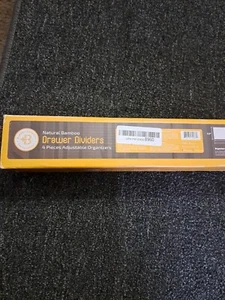 Natural Bamboo
Drawer Dividers
4 Pieces Adjustable Organizers